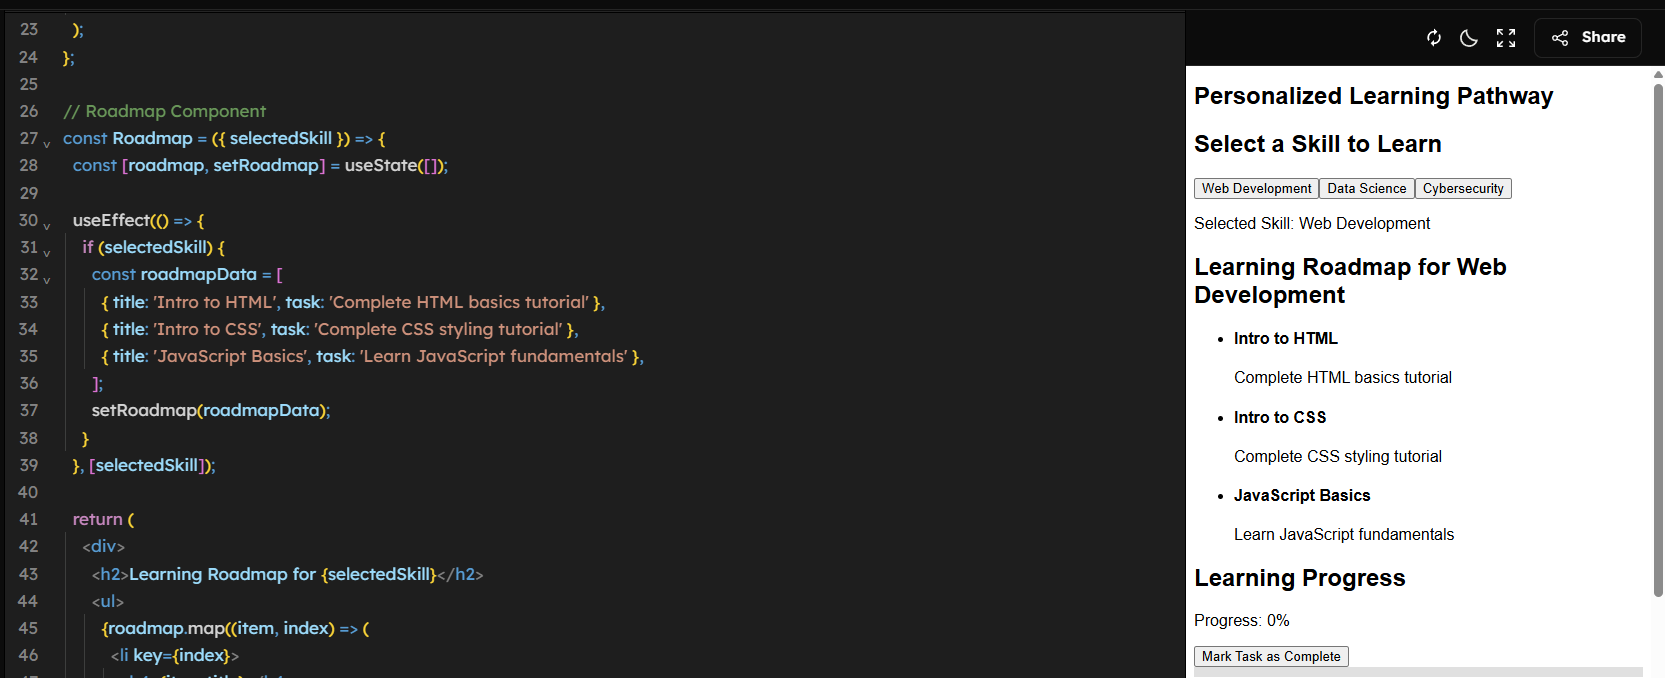 23 );
24 };
25
26 // Roadmap Component
27 const Roadmap = ({ selectedSkill }) => {
28 const [roadmap, setRoadmap] = useState([]);
29
30 useEffect(() => {
31 if (selectedSkill) {
32 const roadmapData = [
33 { title: 'Intro to HTML', task: 'Complete HTML basics tutorial' },
34 { title: 'Intro to CSS', task: 'Complete CSS styling tutorial' },
35 { title: 'JavaScript Basics', task: 'Learn JavaScript fundamentals' },
36 ];
37 setRoadmap(roadmapData);
38 }
39 }, [selectedSkill]);
40
41 return (
42 <div>
43 <h2>Learning Roadmap for {selectedSkill}</h2>
44 <ul>
45 {roadmap.map((item, index) => (
46 <li key={index}>
Share
Personalized Learning Pathway
Select a Skill to Learn
Web Development Data Science Cybersecurity
Selected Skill: Web Development
Learning Roadmap for Web
Development
• Intro to HTML
Complete HTML basics tutorial
• Intro to CSS
Complete CSS styling tutorial
• JavaScript Basics
Learn JavaScript fundamentals
Learning Progress
Progress: 0%
Mark Task as Complete